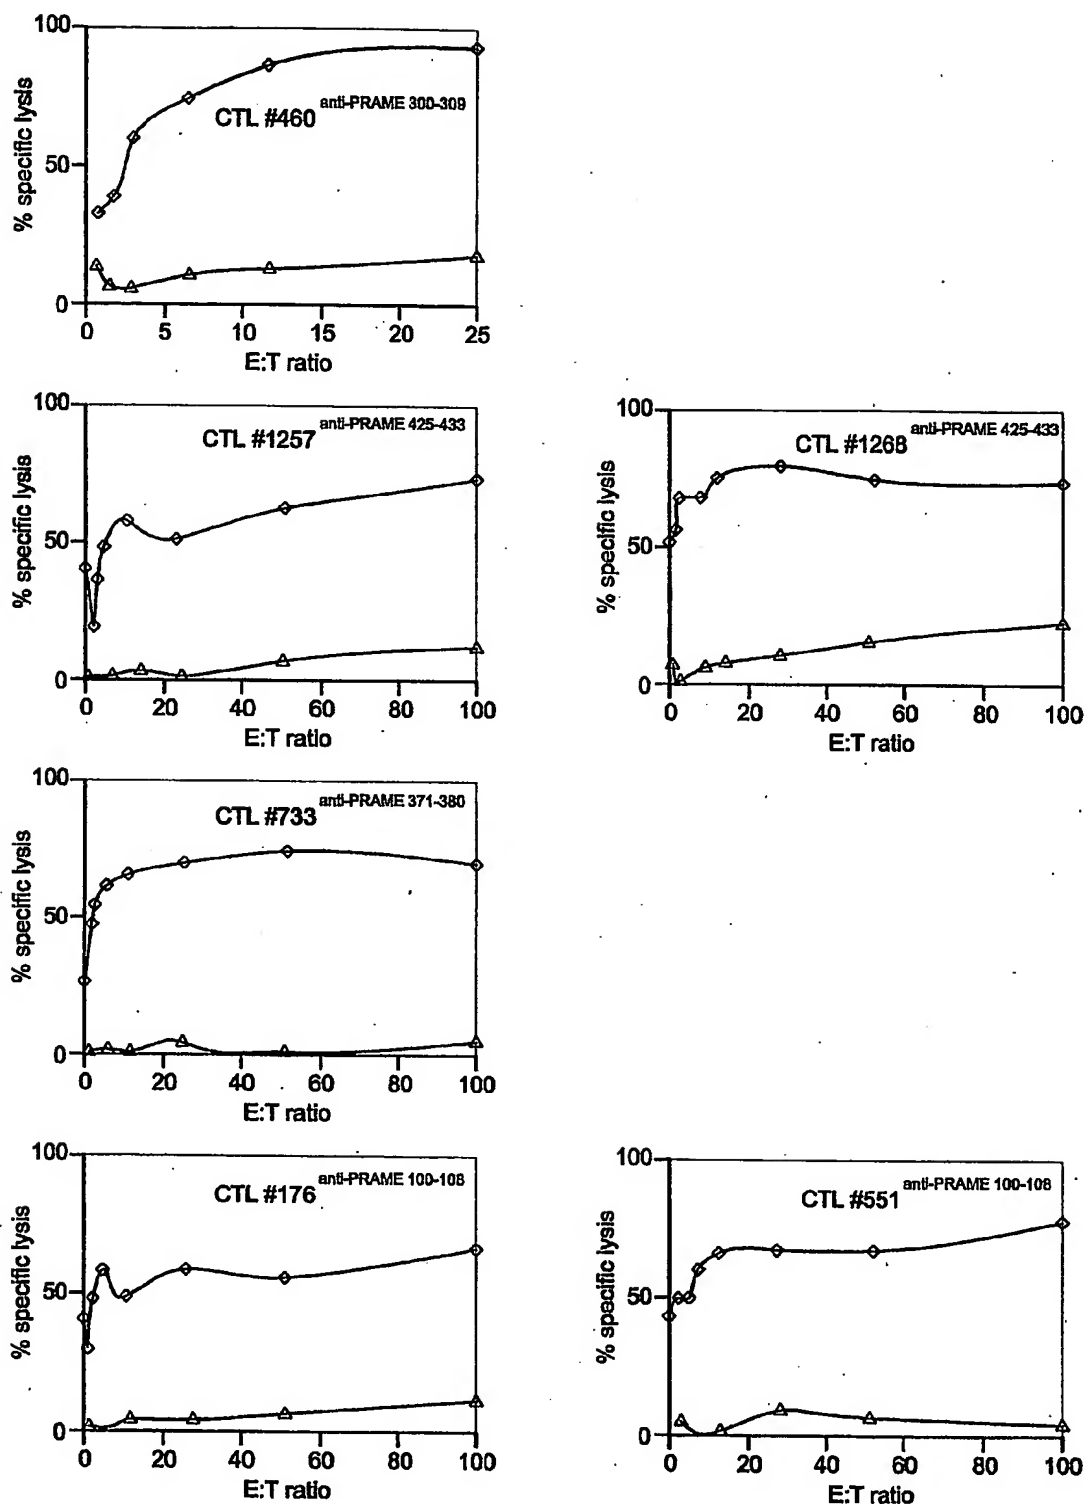 100
% specific lysis
50
0
CTL #460 anti-PRAME 300-309
0 5 10 15 20 25
E:T ratio
100
% specific lysis
50
0
CTL #1257 anti-PRAME 425-433
0 20 40 60 80 100
E:T ratio
100
% specific lysis
50
0
CTL #1268 anti-PRAME 425-433
0 20 40 60 80 100
E:T ratio
100
% specific lysis
50
0
CTL #733 anti-PRAME 371-380
0 20 40 60 80 100
E:T ratio
100
% specific lysis
50
0
CTL #176 anti-PRAME 100-108
0 20 40 60 80 100
E:T ratio
100
% specific lysis
50
0
CTL #551 anti-PRAME 100-108
0 20 40 60 80 100
E:T ratio